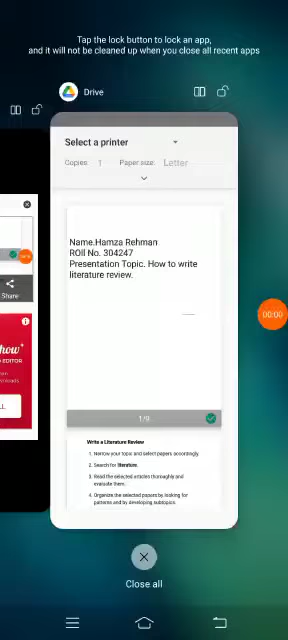 Tap the lock button to lock an app,
and it will not be cleaned up when you close all recent apps
Drive
Select a printer
Copies: 1 Paper size: Letter
Name.Hamza Rehman
ROll No. 304247
Presentation Topic. How to write
literature review.
00:00
Share
how
EDITOR
1/9
Write a Literature Review
1. Narrow your topic and select papers accordingly.
2. Search for literature.
3. Read the selected articles thoroughly and
evaluate them.
4. Organize the selected papers by looking for
patterns and by developing subtopics.
Close all